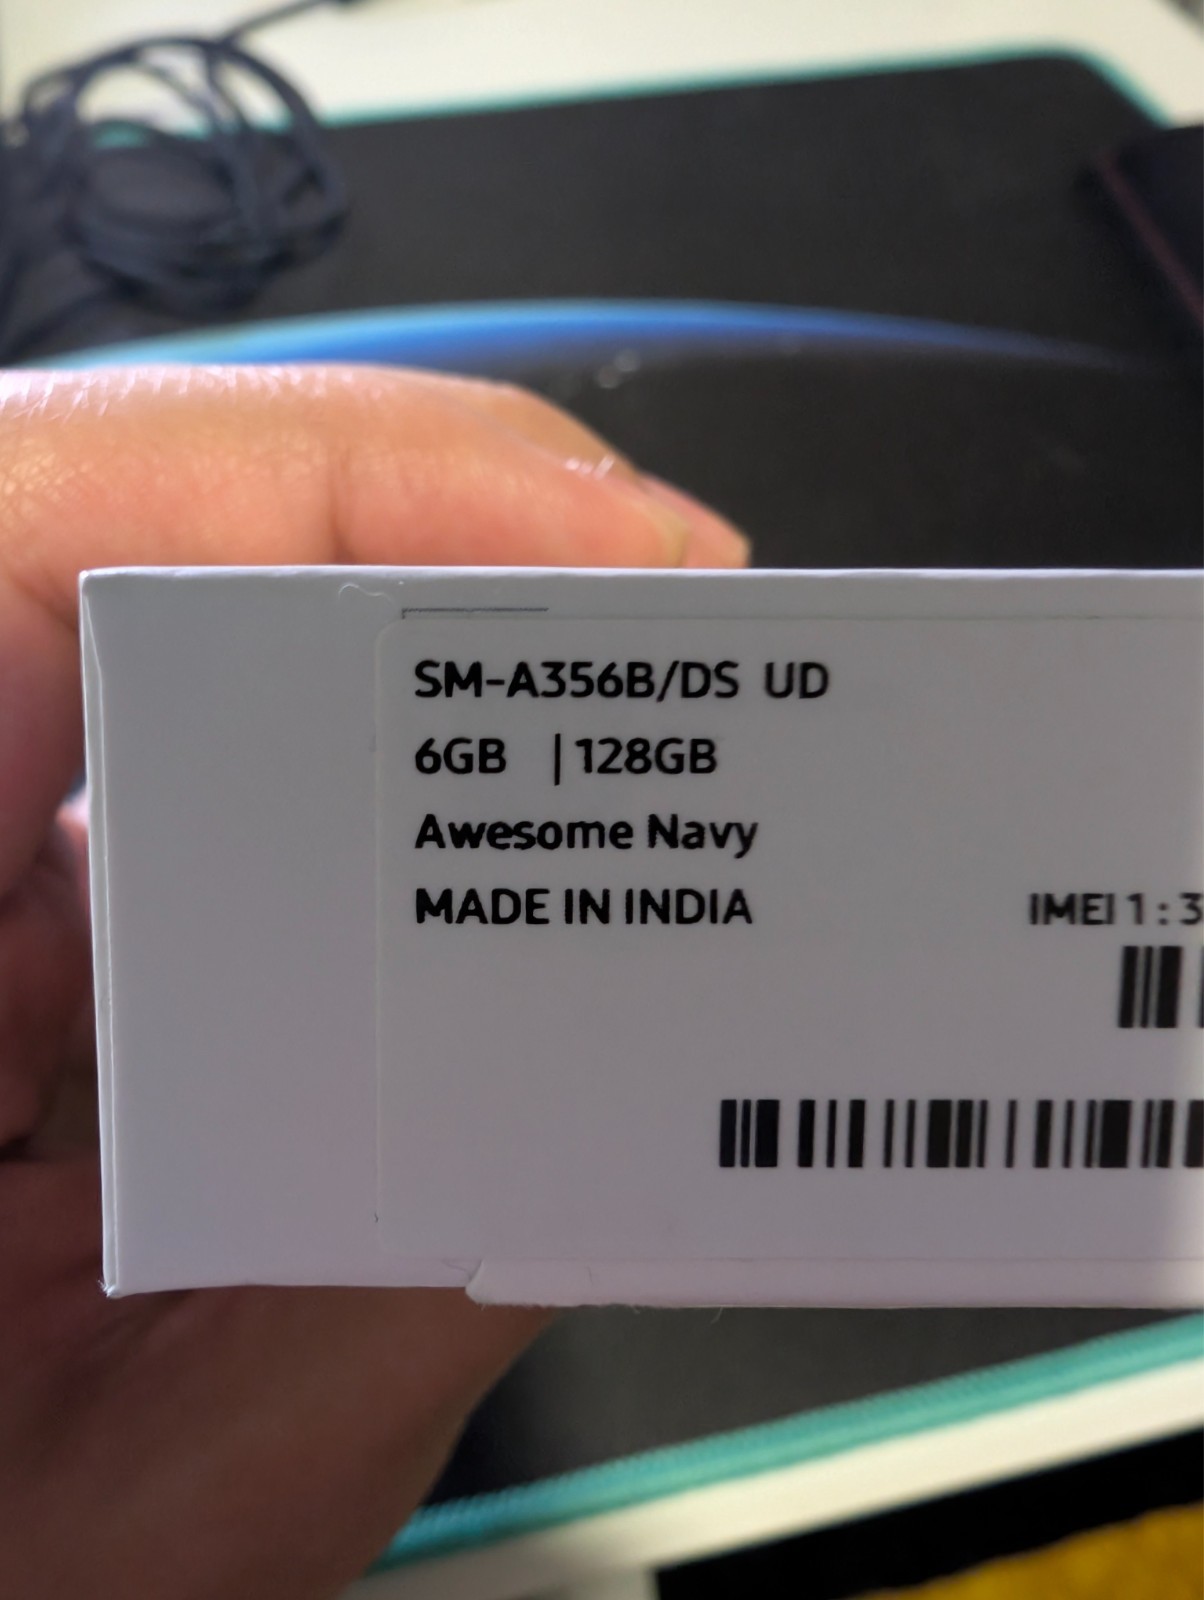 SM-A356B/DS UD
6GB | 128GB
Awesome Navy
MADE IN INDIA
IMEI 1 : 3